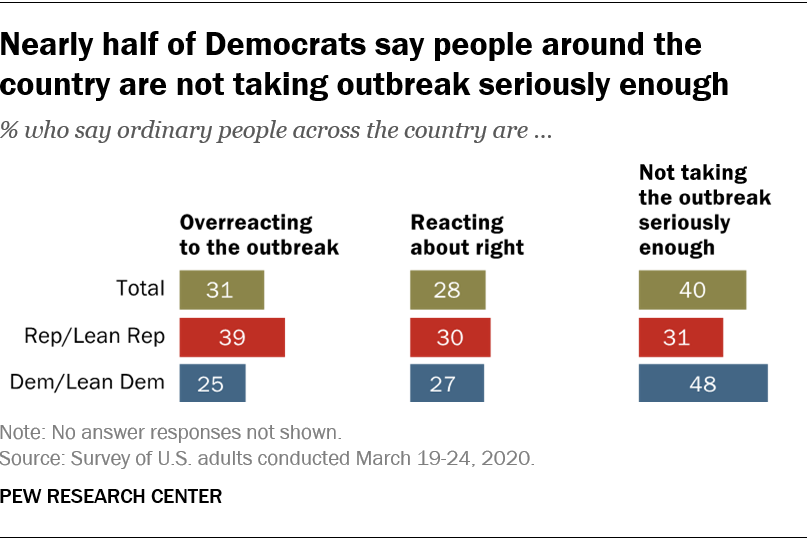 Nearly half of Democrats say people around the
country are not taking outbreak seriously enough
% who say ordinary people across the country are ...
Overreacting
to the outbreak
Reacting
about right
Not taking
the outbreak
seriously
enough
Total 31 28 40
Rep/Lean Rep 39 30 31
Dem/Lean Dem 25 27 48
Note: No answer responses not shown.
Source: Survey of U.S. adults conducted March 19-24, 2020.
PEW RESEARCH CENTER